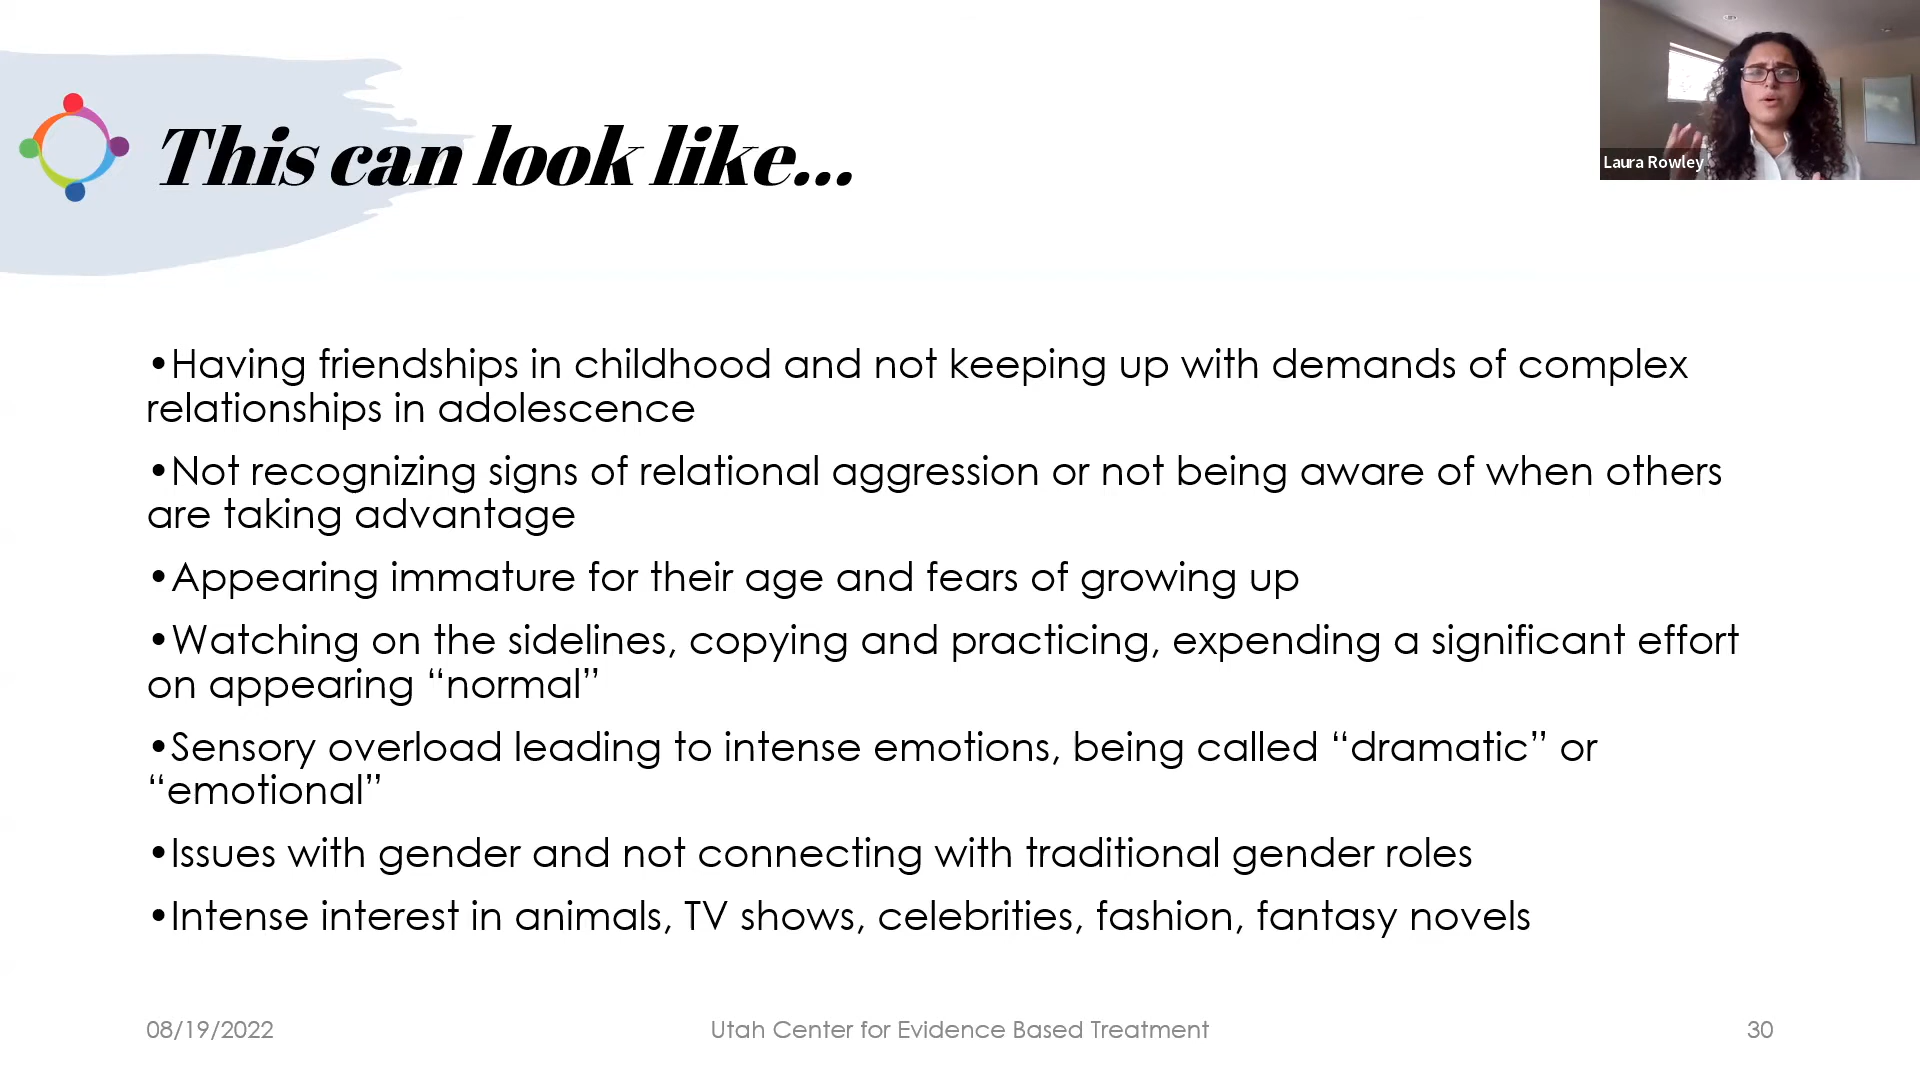 This can look like...
Laura Rowley
•Having friendships in childhood and not keeping up with demands of complex
relationships in adolescence
•Not recognizing signs of relational aggression or not being aware of when others
are taking advantage
•Appearing immature for their age and fears of growing up
•Watching on the sidelines, copying and practicing, expending a significant effort
on appearing “normal”
•Sensory overload leading to intense emotions, being called “dramatic” or
“emotional”
•Issues with gender and not connecting with traditional gender roles
•Intense interest in animals, TV shows, celebrities, fashion, fantasy novels
08/19/2022
Utah Center for Evidence Based Treatment
30